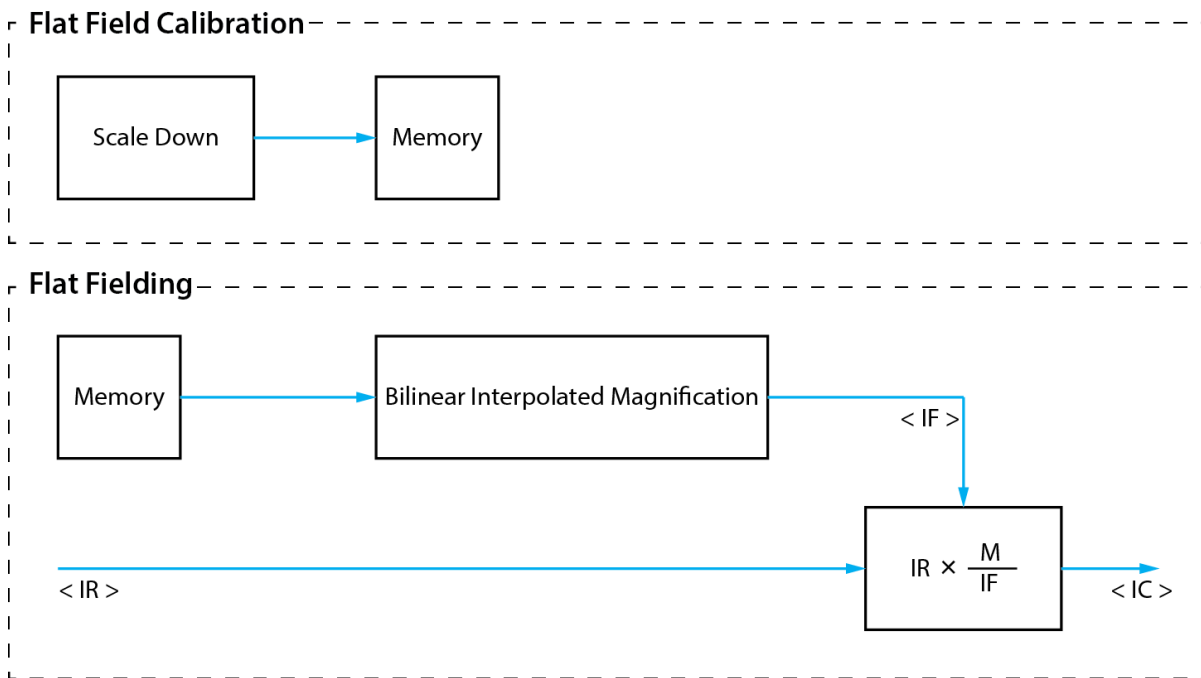 Flat Field Calibration
Scale Down
Memory
Flat Fielding
Memory
Bilinear Interpolated Magnification
< IF >
IR × M
IF
< IR >
< IC >